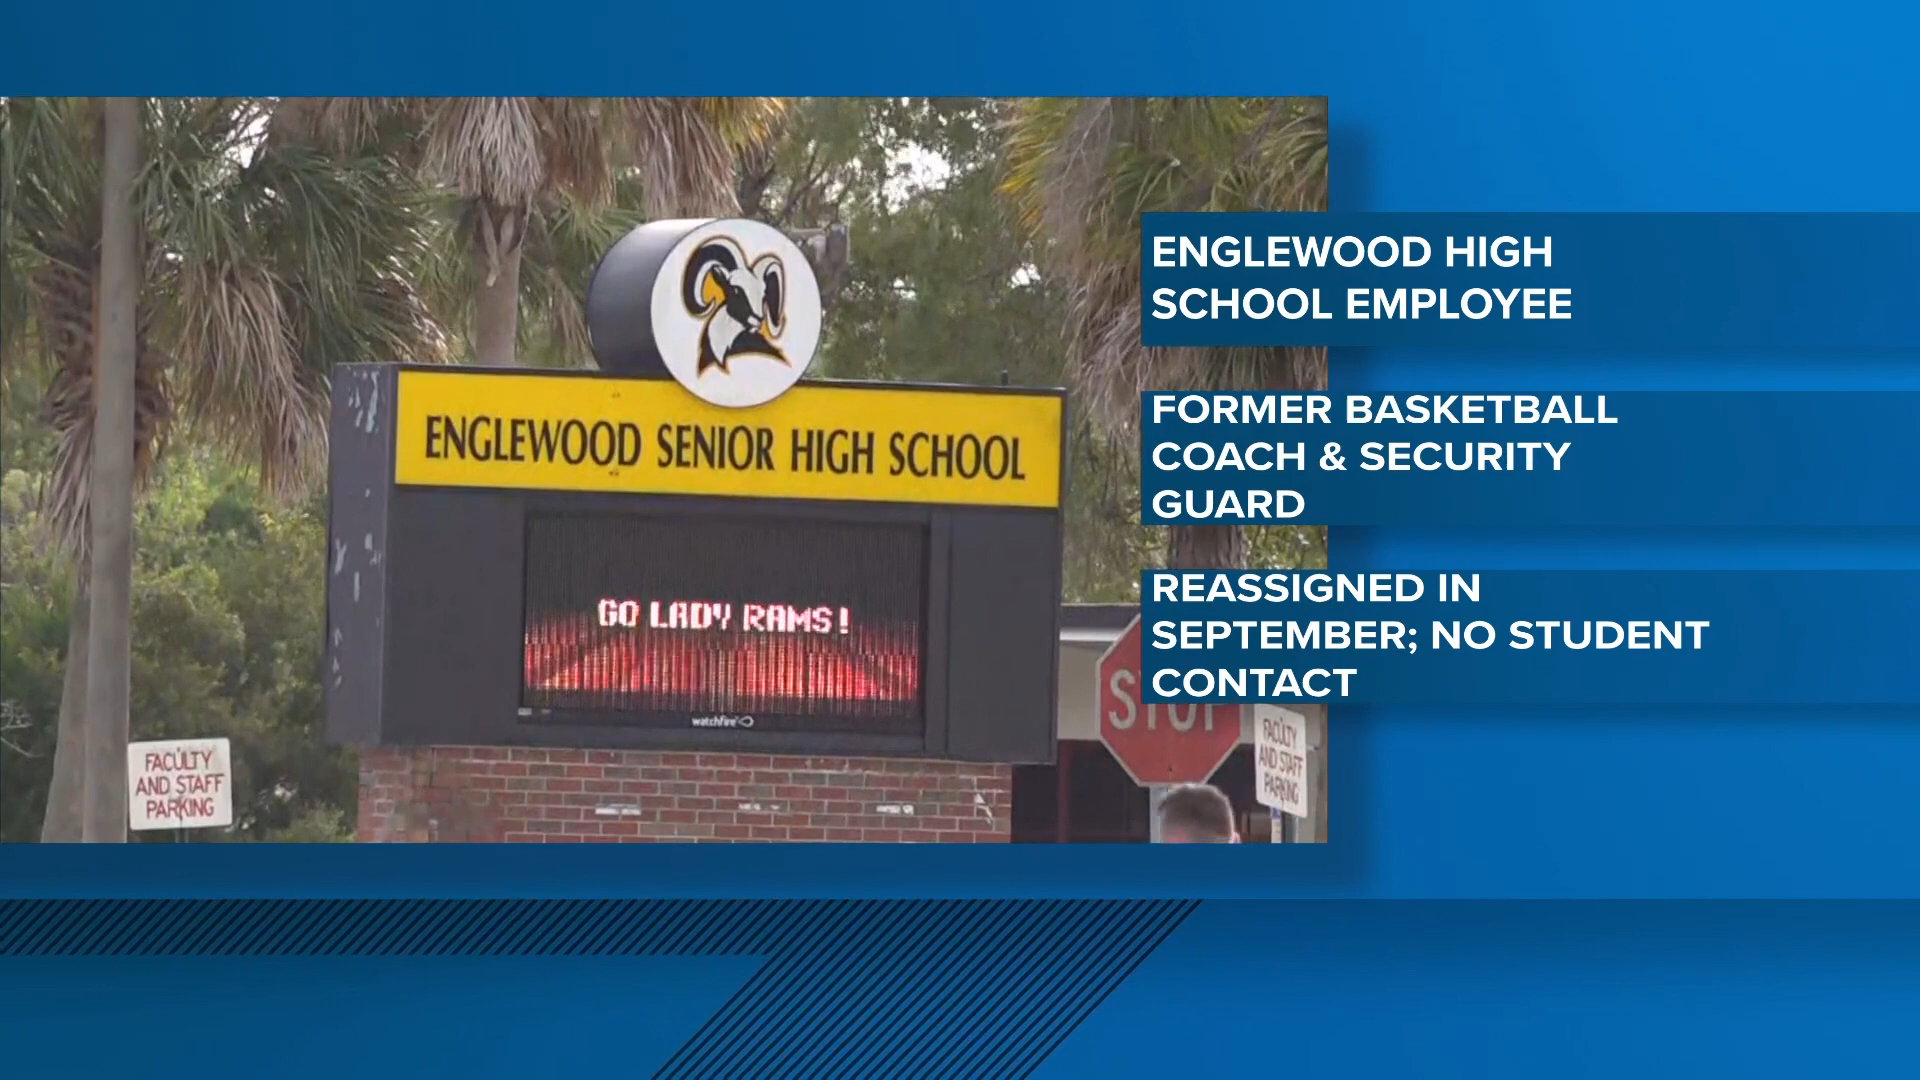 ENGLEWOOD SENIOR HIGH SCHOOL
GO LADY RAMS!
watchfire
FACULTY
AND STAFF
PARKING
STOP
FACULTY
AND STAFF
PARKING
ENGLEWOOD HIGH
SCHOOL EMPLOYEE
FORMER BASKETBALL
COACH & SECURITY
GUARD
REASSIGNED IN
SEPTEMBER; NO STUDENT
CONTACT